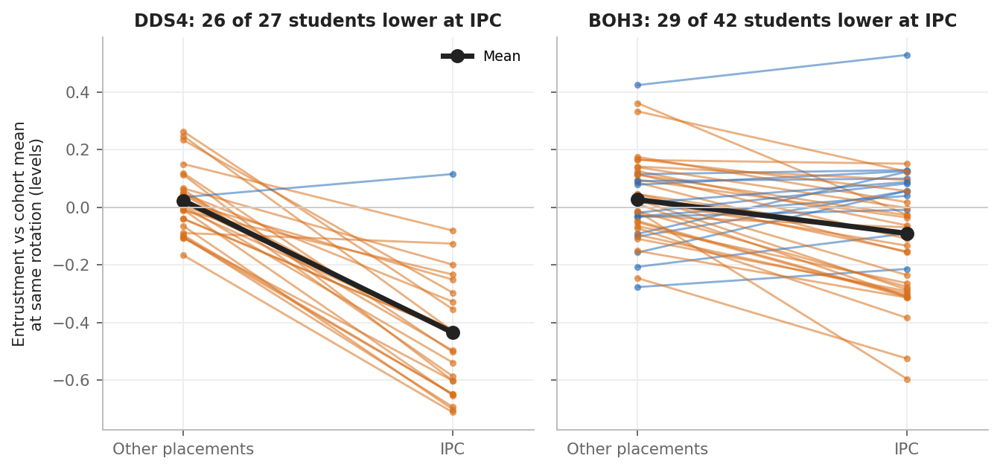 DDS4: 26 of 27 students lower at IPC
BOH3: 29 of 42 students lower at IPC
Mean
Entrustment vs cohort mean
at same rotation (levels)
0.4
0.2
0.0
−0.2
−0.4
−0.6
Other placements
IPC
Other placements
IPC